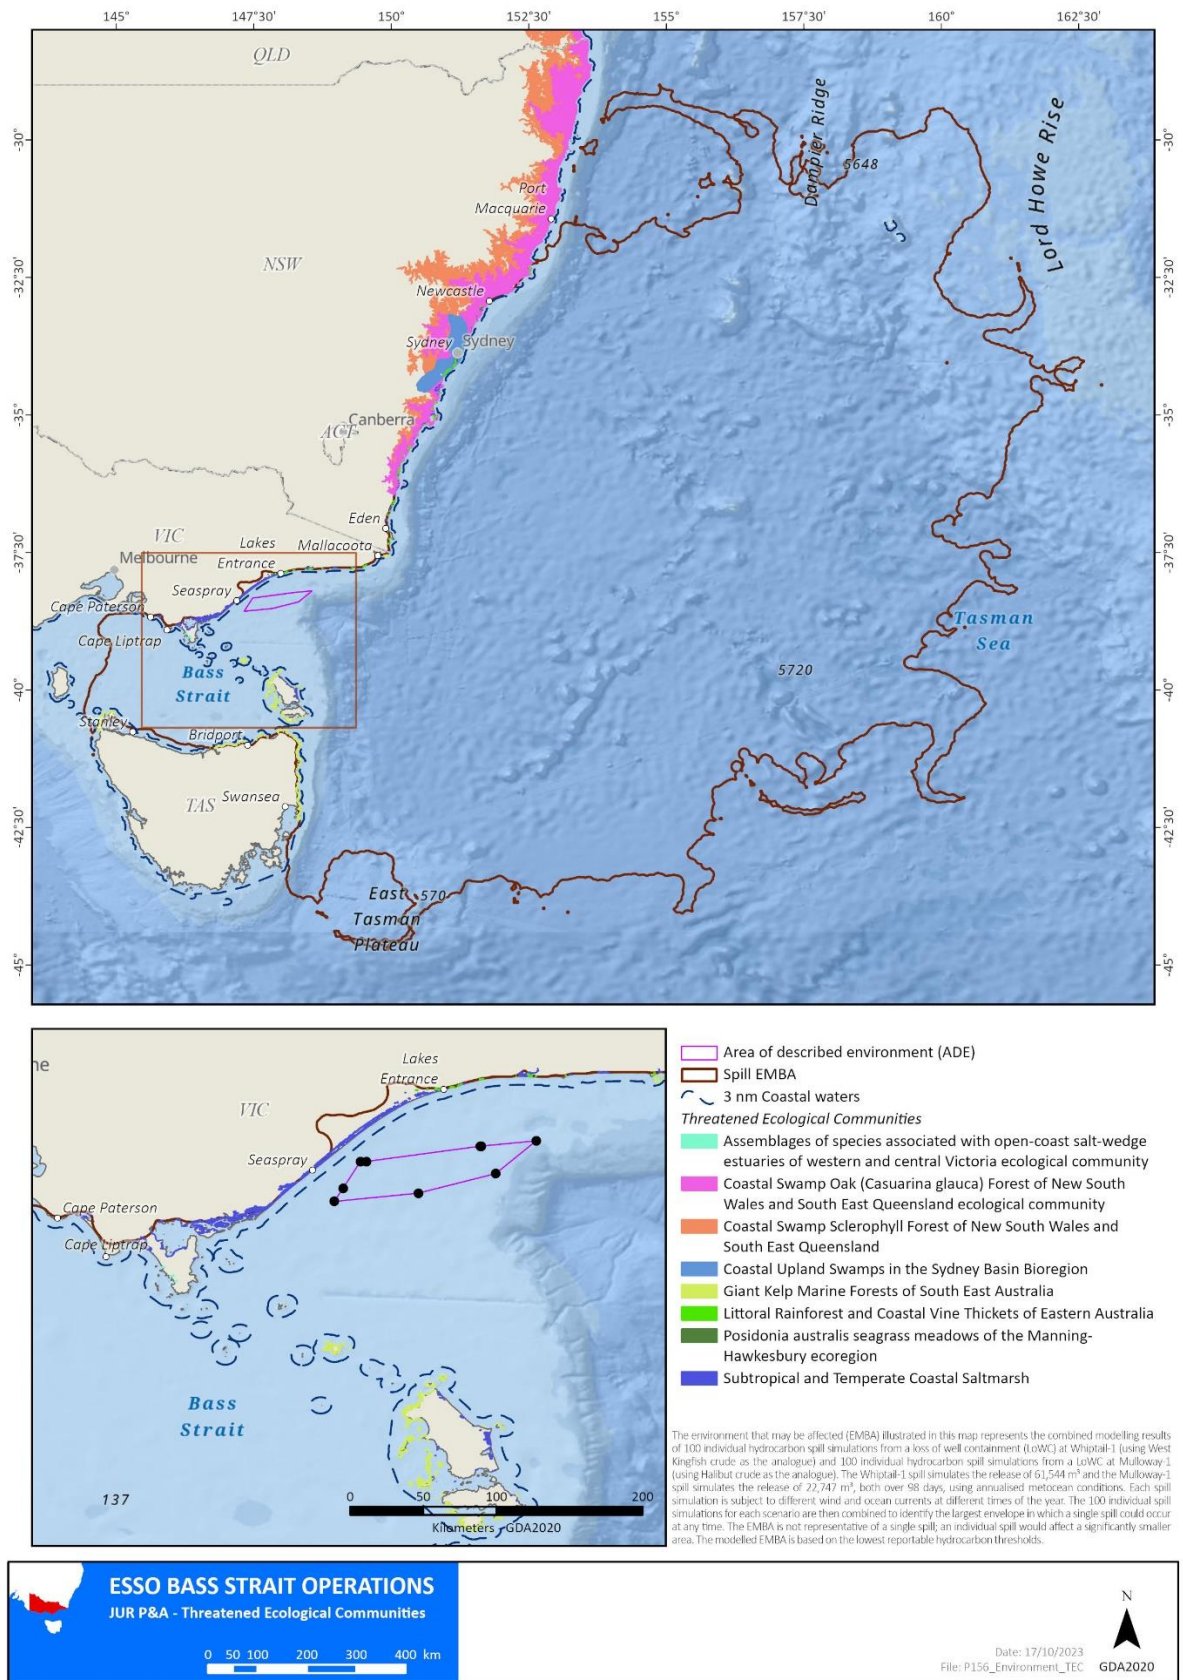 145°
147°30'
150°
152°30'
155°
157°30'
160°
162°30'
QLD
-30°
-30°
Dampier Ridge
5648
Lord Howe Rise
Port
Macquarie
NSW
-32°30'
-32°30'
Newcastle
Sydney
Sydney
-35°
-35°
Canberra
ACT
Eden
VIC
Lakes
Entrance
Mallacoota
-37°30'
-37°30'
Melbourne
Seaspray
Cape Paterson
Cape Liptrap
Tasman
Sea
Bass
Strait
5720
-40°
-40°
Stanley
Bridport
TAS
Swansea
-42°30'
-42°30'
East
Tasman
Plateau
570
-45°
-45°
ne
Lakes
Entrance
VIC
Seaspray
Cape Paterson
Cape Liptrap
Bass
Strait
137
0 50 100 200
Kilometers GDA2020
Area of described environment (ADE)
Spill EMBA
3 nm Coastal waters
Threatened Ecological Communities
Assemblages of species associated with open-coast salt-wedge
estuaries of western and central Victoria ecological community
Coastal Swamp Oak (Casuarina glauca) Forest of New South
Wales and South East Queensland ecological community
Coastal Swamp Sclerophyll Forest of New South Wales and
South East Queensland
Coastal Upland Swamps in the Sydney Basin Bioregion
Giant Kelp Marine Forests of South East Australia
Littoral Rainforest and Coastal Vine Thickets of Eastern Australia
Posidonia australis seagrass meadows of the Manning-
Hawkesbury ecoregion
Subtropical and Temperate Coastal Saltmarsh
The environment that may be affected (EMBA) illustrated in this map represents the combined modelling results
of 100 individual hydrocarbon spill simulations from a loss of well containment (LoWC) at Whiptail-1 (using West
Kingfish crude as the analogue) and 100 individual hydrocarbon spill simulations from a LoWC at Mulloway-1
(using Halibut crude as the analogue). The Whiptail-1 spill simulates the release of 61,544 m³ and the Mulloway-1
spill simulates the release of 22,747 m³, both over 98 days, using annualised metocean conditions. Each spill
simulation is subject to different wind and ocean currents at different times of the year. The 100 individual spill
simulations for each scenario are then combined to identify the largest envelope in which a single spill could occur
at any time. The EMBA is not representative of a single spill; an individual spill would affect a significantly smaller
area. The modelled EMBA is based on the lowest reportable hydrocarbon thresholds.
ESSO BASS STRAIT OPERATIONS
JUR P&A - Threatened Ecological Communities
0 50 100 200 300 400 km
N
Date: 17/10/2023
File: P156_Environment_TEC
GDA2020